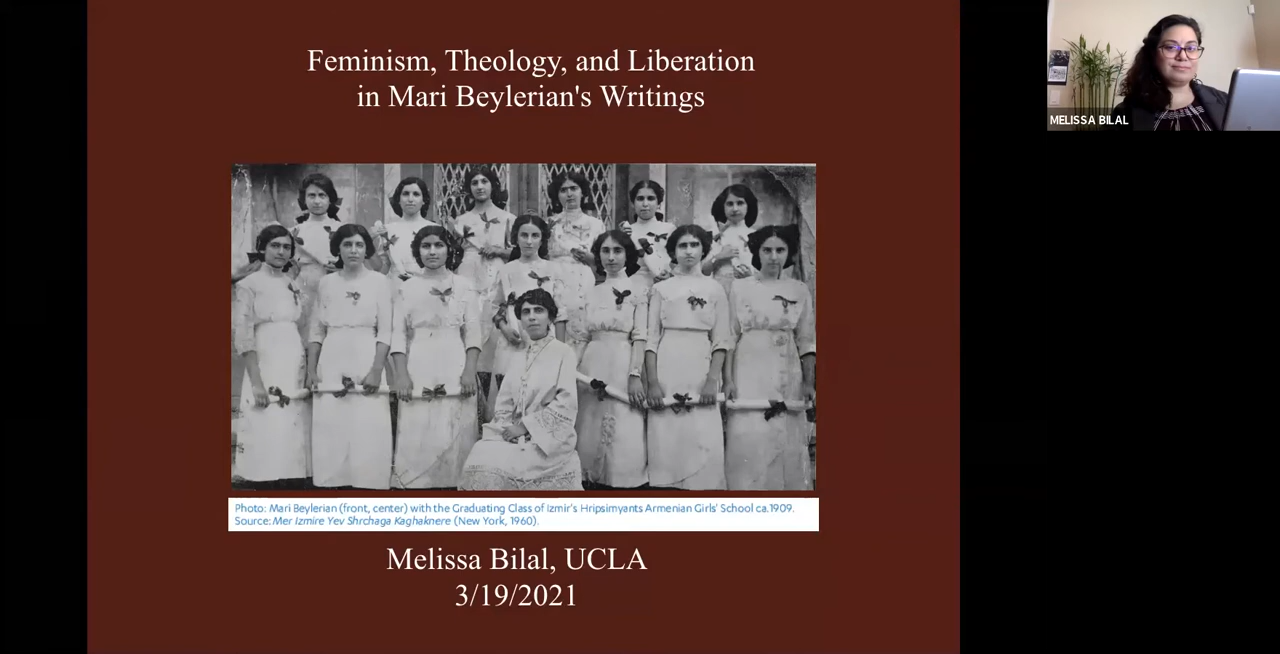 Feminism, Theology, and Liberation
in Mari Beylerian's Writings
MELISSA BILAL
Photo: Mari Beylerian (front, center) with the Graduating Class of Izmir's Hripsimyants Armenian Girls' School ca.1909.
Source: Mer Izmire Yev Shrchaga Kaghaknere (New York, 1960).
Melissa Bilal, UCLA
3/19/2021